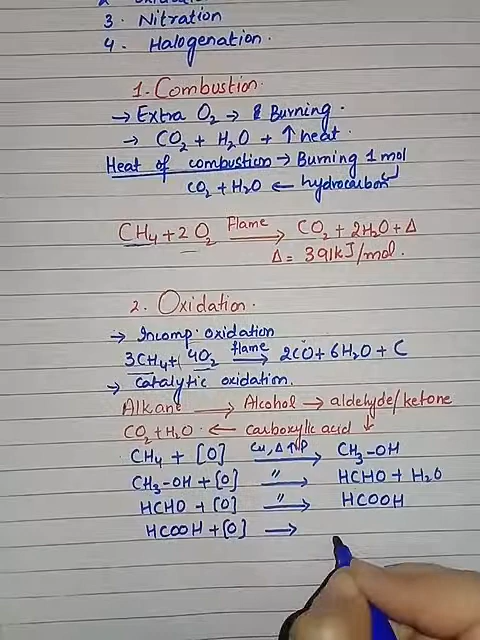 3. Nitration
4. Halogenation.
1. Combustion.
→ Extra O₂ → Burning.
→ CO₂ + H₂O + ↑ heat.
Heat of combustion → Burning 1 mol
CO₂ + H₂O ← hydrocarbon
CH₄ + 2O₂ Flame → CO₂ + 2H₂O + Δ
Δ = 391kJ/mol.
2. Oxidation.
→ Incomp. oxidation
3CH₄ + 4O₂ flame → 2CO + 6H₂O + C
→ Catalytic oxidation.
Alkane → Alcohol → aldehyde/ketone
CO₂ + H₂O ← carboxylic acid ↓
CH₄ + [O] Cu, Δ ↑P → CH₃-OH
CH₃-OH + [O] " → HCHO + H₂O
HCHO + [O] " → HCOOH
HCOOH + [O] →